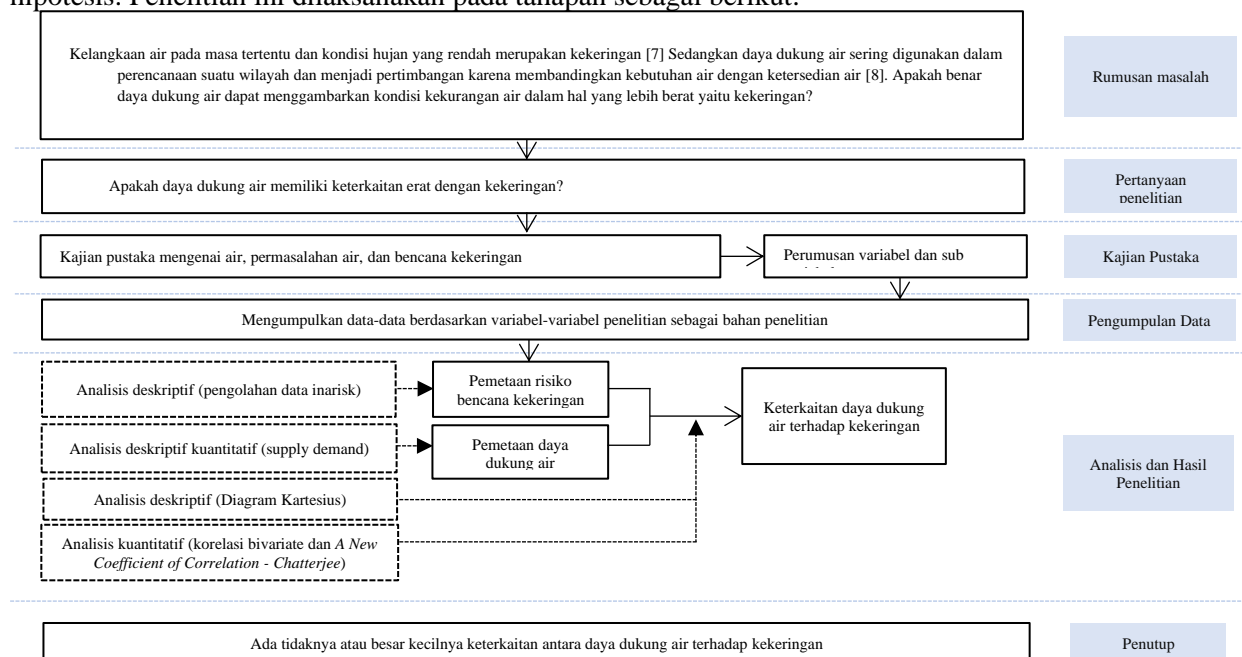 hipotesis. Penelitian ini dilaksanakan pada tahapan sebagai berikut:
Kelangkaan air pada masa tertentu dan kondisi hujan yang rendah merupakan kekeringan [7] Sedangkan daya dukung air sering digunakan dalam
perencanaan suatu wilayah dan menjadi pertimbangan karena membandingkan kebutuhan air dengan ketersedian air [8]. Apakah benar
daya dukung air dapat menggambarkan kondisi kekurangan air dalam hal yang lebih berat yaitu kekeringan?
Rumusan masalah
Apakah daya dukung air memiliki keterkaitan erat dengan kekeringan?
Pertanyaan
penelitian
Kajian pustaka mengenai air, permasalahan air, dan bencana kekeringan
Perumusan variabel dan sub
Kajian Pustaka
Mengumpulkan data-data berdasarkan variabel-variabel penelitian sebagai bahan penelitian
Pengumpulan Data
Analisis deskriptif (pengolahan data inarisk)
Pemetaan risiko
bencana kekeringan
Analisis deskriptif kuantitatif (supply demand)
Pemetaan daya
dukung air
Keterkaitan daya dukung
air terhadap kekeringan
Analisis deskriptif (Diagram Kartesius)
Analisis kuantitatif (korelasi bivariate dan A New
Coefficient of Correlation - Chatterjee)
Analisis dan Hasil
Penelitian
Ada tidaknya atau besar kecilnya keterkaitan antara daya dukung air terhadap kekeringan
Penutup